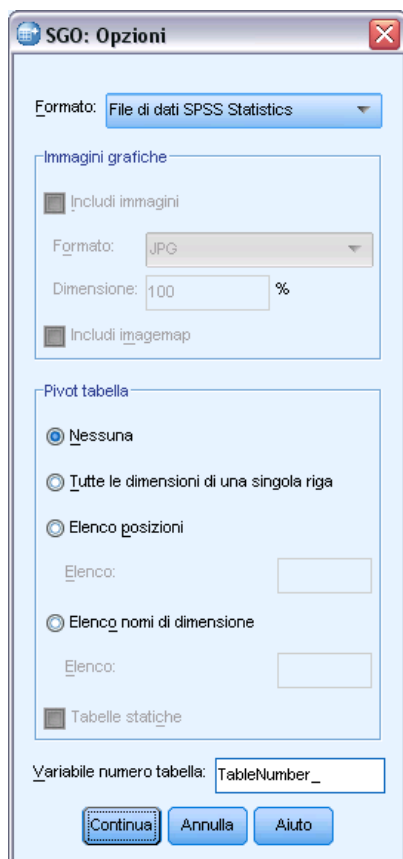 SGO: Opzioni
Formato: File di dati SPSS Statistics
Immagini grafiche
Includi immagini
Formato: JPG
Dimensione: 100 %
Includi imagemap
Pivot tabella
Nessuna
Tutte le dimensioni di una singola riga
Elenco posizioni
Elenco:
Elenco nomi di dimensione
Elenco:
Tabelle statiche
Variabile numero tabella: TableNumber_
Continua Annulla Aiuto